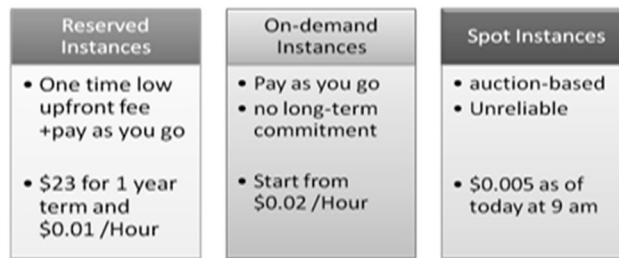 Reserved
Instances
• One time low
upfront fee
+pay as you go
• $23 for 1 year
term and
$0.01 /Hour
On-demand
Instances
• Pay as you go
• no long-term
commitment
• Start from
$0.02 /Hour
Spot Instances
• auction-based
• Unreliable
• $0.005 as of
today at 9 am